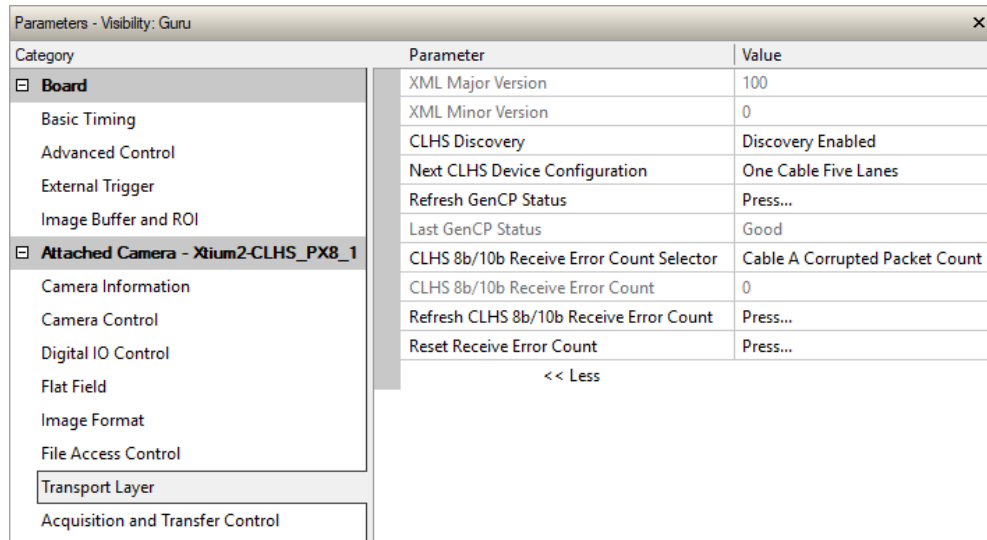 Parameters - Visibility: Guru ×
Category
Board
Basic Timing
Advanced Control
External Trigger
Image Buffer and ROI
Attached Camera - Xtium2-CLHS_PX8_1
Camera Information
Camera Control
Digital IO Control
Flat Field
Image Format
File Access Control
Transport Layer
Acquisition and Transfer Control
Parameter Value
XML Major Version 100
XML Minor Version 0
CLHS Discovery Discovery Enabled
Next CLHS Device Configuration One Cable Five Lanes
Refresh GenCP Status Press...
Last GenCP Status Good
CLHS 8b/10b Receive Error Count Selector Cable A Corrupted Packet Count
CLHS 8b/10b Receive Error Count 0
Refresh CLHS 8b/10b Receive Error Count Press...
Reset Receive Error Count Press...
<< Less